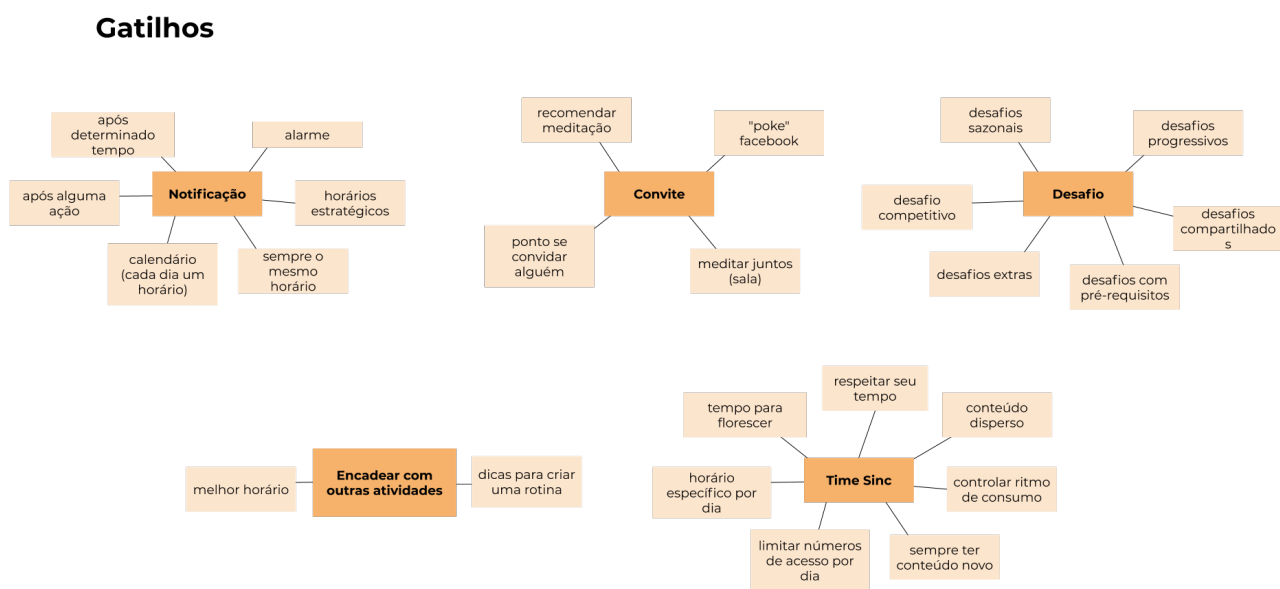 Gatilhos
após
determinado
tempo
alarme
após alguma
ação
Notificação
horários
estratégicos
calendário
(cada dia um
horário)
sempre o
mesmo
horário
recomendar
meditação
"poke"
facebook
Convite
ponto se
convidar
alguém
meditar juntos
(sala)
desafios
sazonais
desafios
progressivos
desafio
competitivo
Desafio
desafios
compartilhado
s
desafios extras
desafios com
pré-requisitos
melhor horário
Encadear com
outras atividades
dicas para criar
uma rotina
respeitar seu
tempo
tempo para
florescer
conteúdo
disperso
horário
específico por
dia
Time Sinc
controlar ritmo
de consumo
limitar números
de acesso por
dia
sempre ter
conteúdo novo